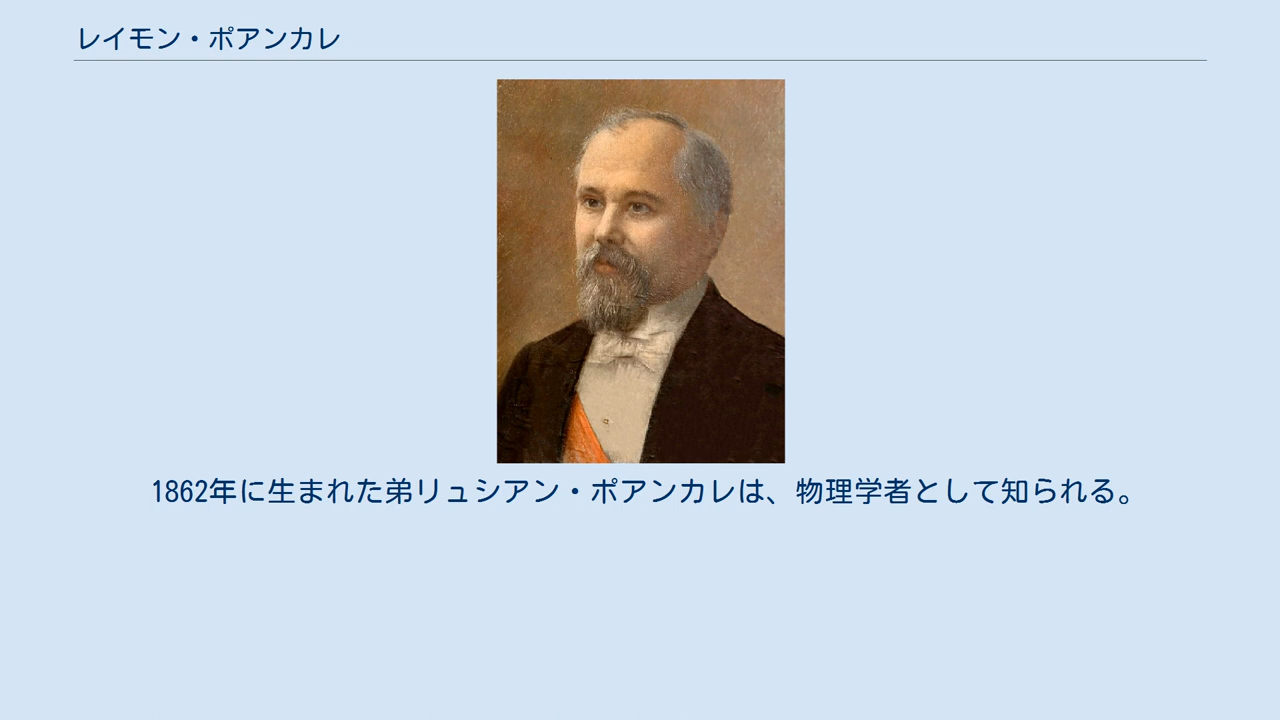 レイモン・ポアンカレ
1862年に生まれた弟リュシアン・ポアンカレは、物理学者として知られる。